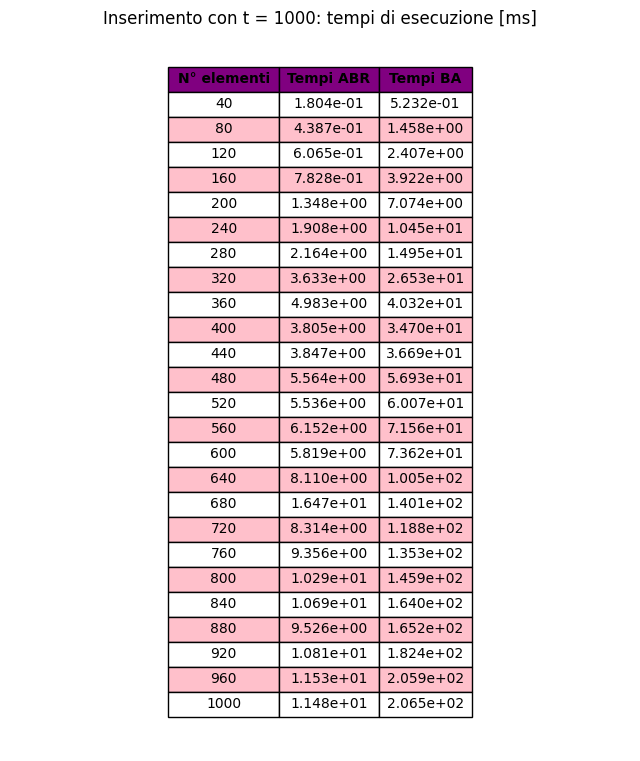 Inserimento con t = 1000: tempi di esecuzione [ms]
N° elementi Tempi ABR Tempi BA
40 1.804e-01 5.232e-01
80 4.387e-01 1.458e+00
120 6.065e-01 2.407e+00
160 7.828e-01 3.922e+00
200 1.348e+00 7.074e+00
240 1.908e+00 1.045e+01
280 2.164e+00 1.495e+01
320 3.633e+00 2.653e+01
360 4.983e+00 4.032e+01
400 3.805e+00 3.470e+01
440 3.847e+00 3.669e+01
480 5.564e+00 5.693e+01
520 5.536e+00 6.007e+01
560 6.152e+00 7.156e+01
600 5.819e+00 7.362e+01
640 8.110e+00 1.005e+02
680 1.647e+01 1.401e+02
720 8.314e+00 1.188e+02
760 9.356e+00 1.353e+02
800 1.029e+01 1.459e+02
840 1.069e+01 1.640e+02
880 9.526e+00 1.652e+02
920 1.081e+01 1.824e+02
960 1.153e+01 2.059e+02
1000 1.148e+01 2.065e+02